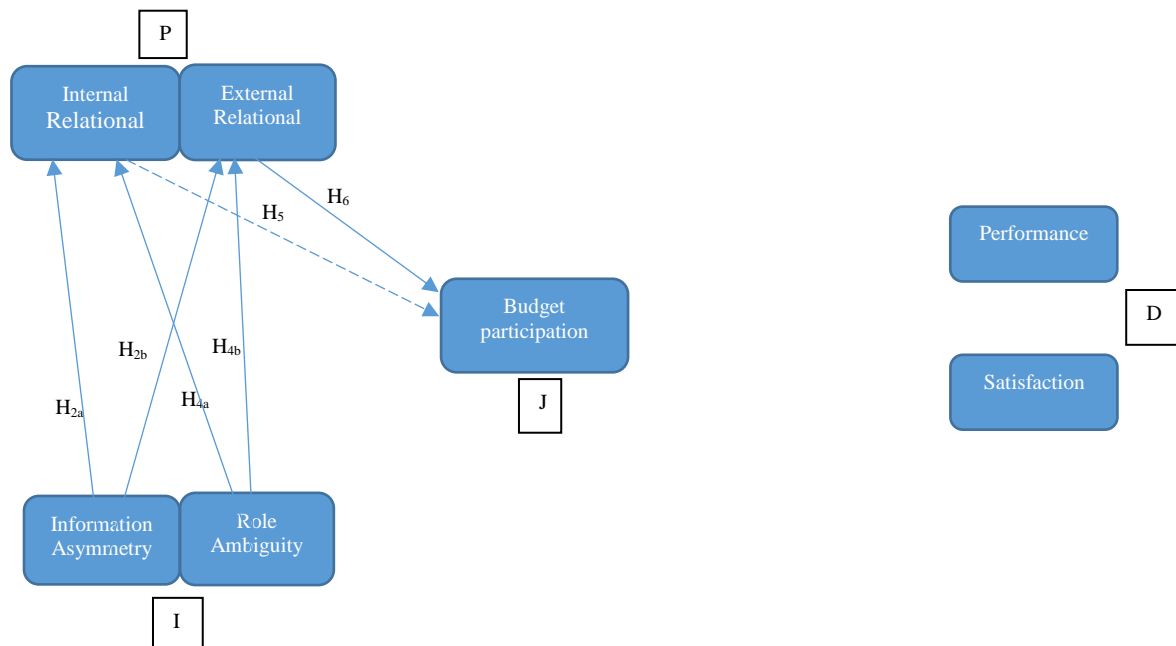 P
Internal
Relational
External
Relational
H5
H6
Performance
Budget
participation
D
H2b
H4b
Satisfaction
H2a
H4a
J
Information
Asymmetry
Role
Ambiguity
I